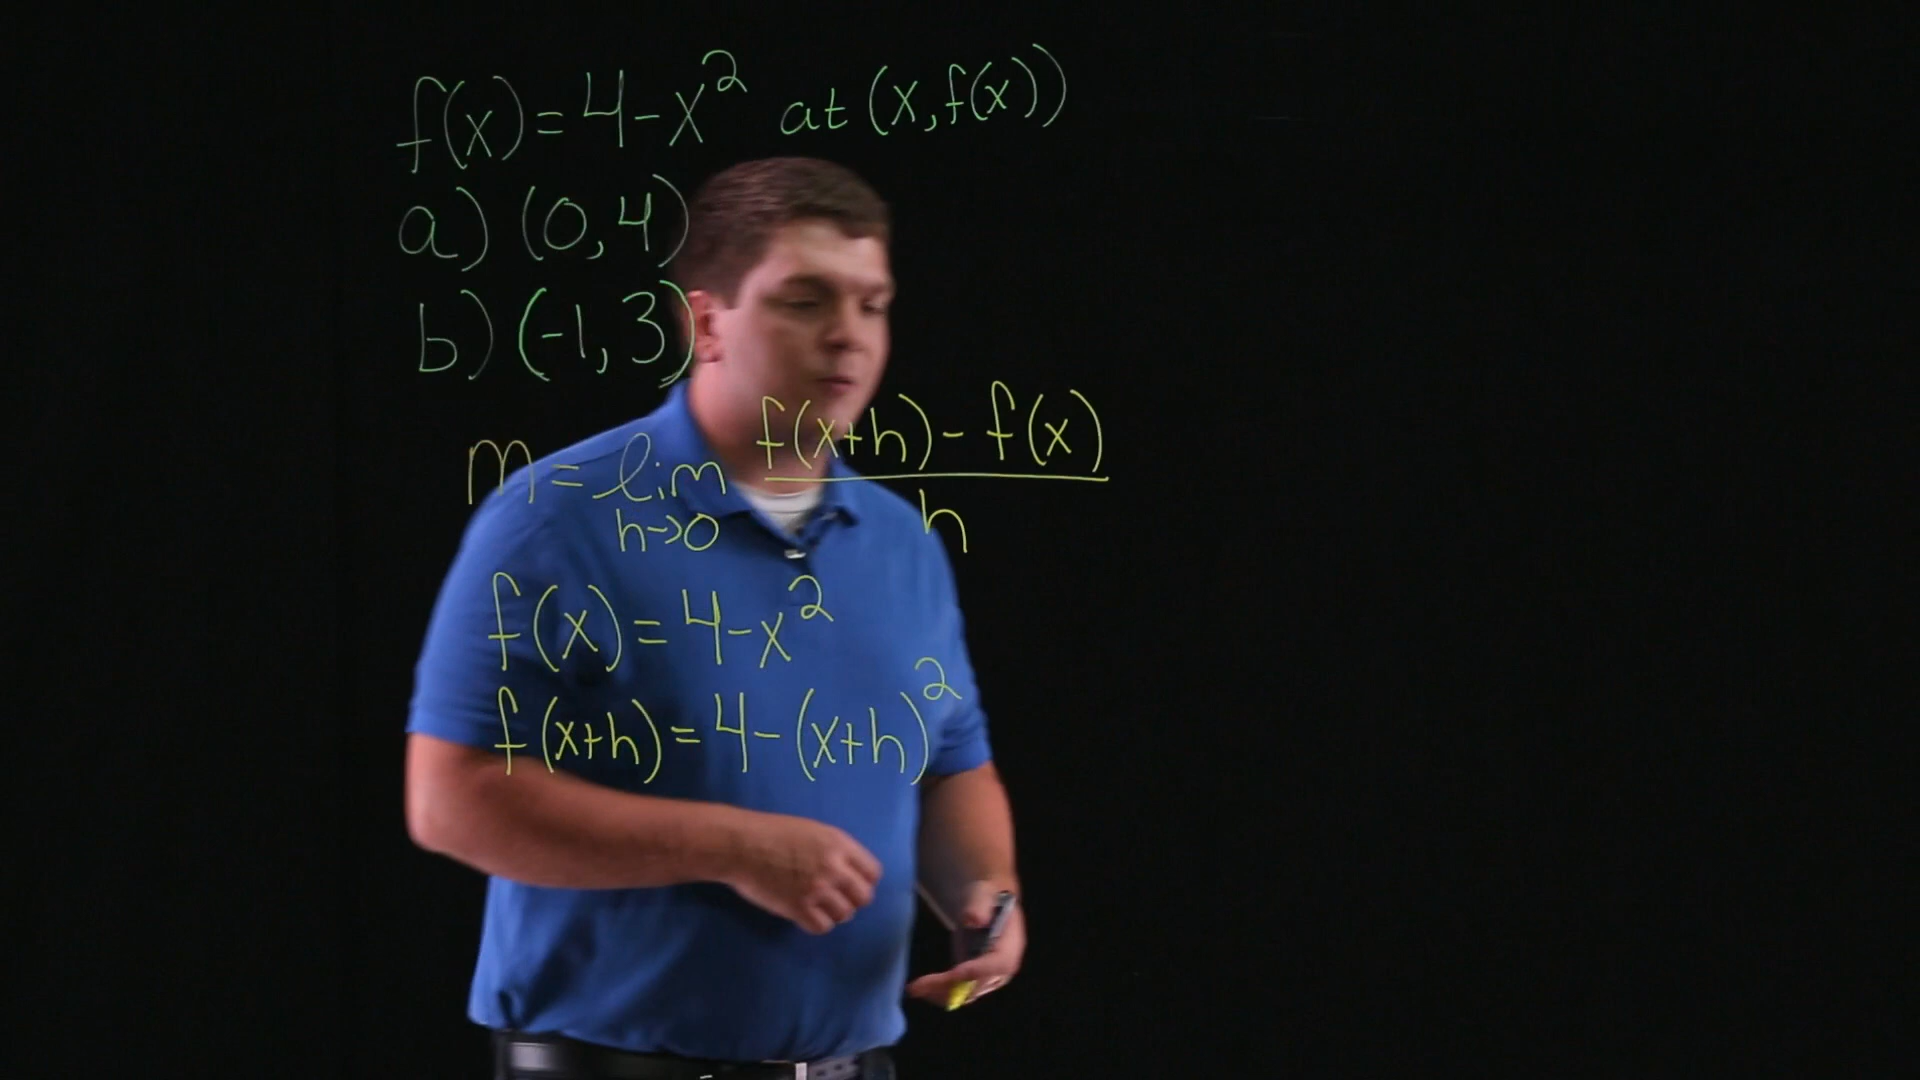 f(x) = 4 - x² at (x, f(x))
a) (0, 4)
b) (-1, 3)
m = lim h→0 f(x+h) - f(x) / h
f(x) = 4 - x²
f(x+h) = 4 - (x+h)²